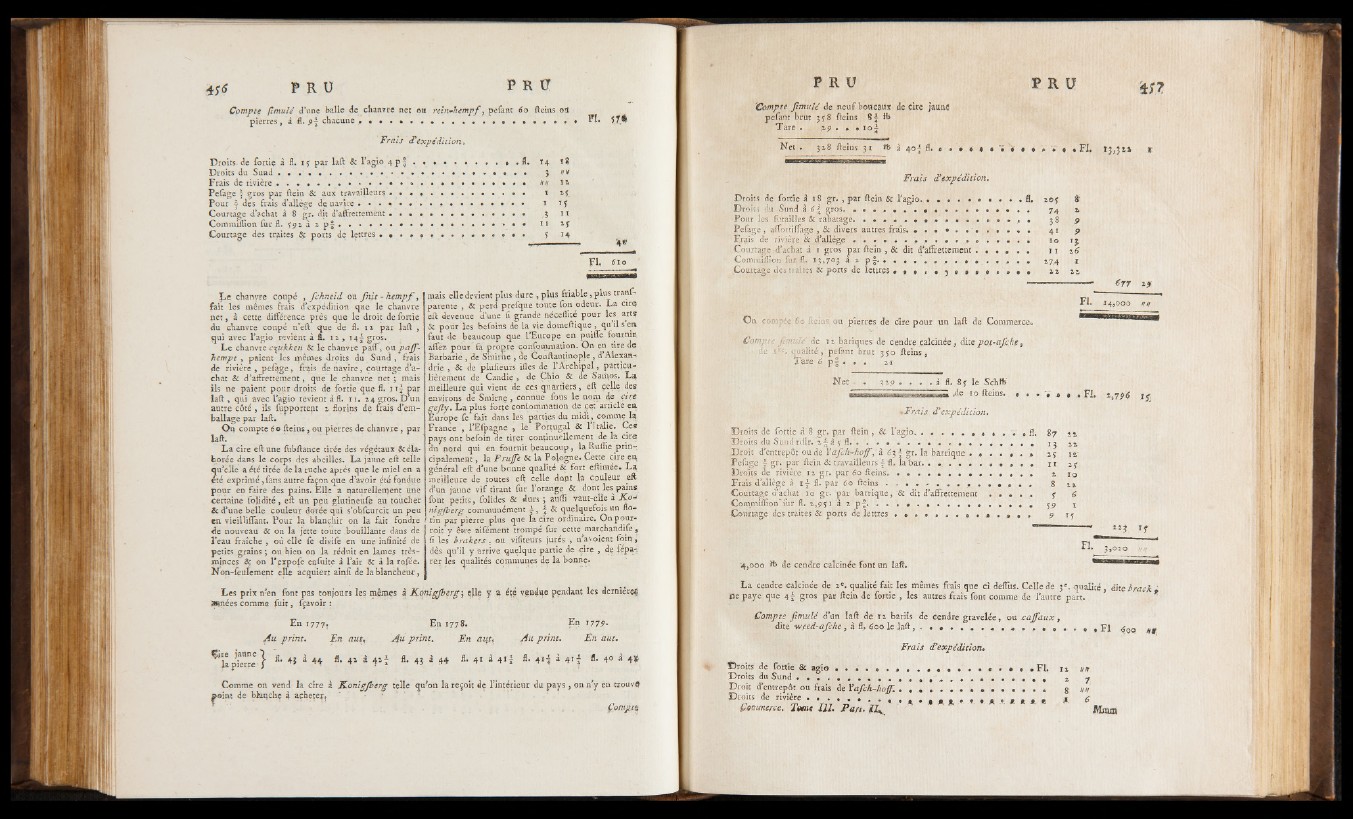 456 PRU PRU
Compte simulé d'une balle de chanvre net ou rein-hempf, pesant 60 steins ou
pierres, à fl. 9½ chacune . . . . . . . . . . Fl. 570
Frais d'expédition.
Droits de sortie à fl. 15 par last & l'agio 4 p% . . . . . . fl. 14 18
Droits du Sund . . . . . . 3 ″″
Frais de rivière . . . . . . ″″ 12
Pesage ¾ gros par stein & aux travailleurs . . . . . . 1 25
Pour des frais d'allège de navire . . . . . . 1 15
Courtage d'achat à 8 gr. dit d'affrettement . . . . . . 3 11
Commission sur fl. 592 à 2 p% . . . . . . 11 25
Courtage des traites & ports de lettres . . . . . . 5 14
40
Fl. 610
Le chanvre coupé, schneid ou snit-hempf,
fait les mêmes frais d'expédition que le chanvre
net, à cette différence près que le droit de sortie
du chanvre coupé n'est que de fl. 12 par last,
qui avec l'agio revient à fl. 12, 14½ gros.
Le chanvre czukken & le chanvre pass, ou pass-
hempt, paient les mêmes droits du Sund, frais
de rivière, pesage, frais de navire, courtage d'a-
chat & d'affrettement, que le chanvre net; mais
ils ne paient pour droits de sortie que fl. 11½ par
last, qui avec l'agio revient à fl. 11. 24 gros. D'un
autre côté, ils supportent 2 florins de frais d'em-
ballage par last.
On compte 60 steins, ou pierres de chanvre, par
last.
La cire est une substance tirée des végétaux & éla-
borée dans le corps des abeilles. La jaune est telle
qu'elle a été tirée de la ruche après que le miel en a
été exprimé, sans autre façon que d'avoir été fondue
pour en faire des pains. Elle a naturellement une
certaine solidité, est un peu glutineuse au toucher
& d'une belle couleur dorée qui s'obscurcit un peu
en vieillissant. Pour la blanchir on la fait fondre
de nouveau & on la jette toute bouillante dans de
l'eau fraîche, où elle se divise en une infinité de
petits grains; ou bien on la réduit en lames très-
minces & on l'expose ensuite à l'air & à la rosée.
Non-seulement elle acquiert ainsi de la blancheur,
mais elle devient plus dure, plus friable, plus trans-
parente, & perd presque toute son odeur. La cire
est devenue d'une si grande nécessité pour les arts
& pour les besoins de la vie domestique, qu'il s'en
faut de beaucoup que l'Europe en puisse fournir
assez pour sa propre consommation. On en tire de
Barbarie, de Smirne, de Constantinople, d'Alexan-
drie, & de plusieurs isles de l'Archipel, particu-
lièrement de Candie, de Chio & de Samos. La
meilleure qui vient de ces quartiers, est celle des
environs de Smirne, connue sous le nom de cire
gesly. La plus forte consommation de cet article en
Europe se fait dans les parties du midi, comme la
France, l'Espagne, le Portugal & l'Italie. Ces
pays ont besoin de tirer continuellement de la cire
du nord qui en fournit beaucoup, la Russie prin-
cipalement, la Prusse & la Pologne. Cette cire en
général est d'une bonne qualité & fort estimée. La
meilleure de toutes est celle dont la couleur est
d'un jaune vif tirant sur l'orange & dont les pains
sont petits, solides & durs; aussi vaut-elle à Ko-
nigsberg communément & quelquefois un flo-
rin par pierre plus que la cire ordinaire. On pour-
roit y être aisément trompé sur cette marchandise,
si les brakers, ou visiteurs jurés, n'avoient soin,
dès qu'il y arrive quelque partie de cire, de sépa-
rer les qualités communes de la bonne.
Les prix n'en sont pas toujours les mêmes à Konigsberg; elle y a été vendue pendant les dernières
années comme suit, sçavoir :
En 1777, En 1778. En 1779.
Au print. En aut. Au print. En aut. Au print. En aut.
Cire jaune } fl. 43 à 44 fl. 42 à 42½ fl. 43 à 44 fl. 41 à 41½ fl. 41½ à 41½ fl. 40 à 4
la pierre
Comme on vend la cire à Konigsberg telle qu'on la reçoit de l'intérieur du pays, on n'y en trouve
point de blanche à acheter.
Compte
PRU PRU 457
Compte simulé de neuf boucaux de cire jaune
pesant brut 358 steins 8½ ℔
Tare . 29 . . . 10½
Net . 328 steins 31 ℔ à 40½ fl. . . . . . . Fl. 13,322 1
Frais d'expédition.
Droits de sortie à 18 gr., par stein & l'agio . . . . . . fl. 205 8
Droits du Sund à 6½ gros . . . . . . 74 2
Pour les futailles & rabatage . . . . . . 38 9
Pesage, assortissage, & divers autres frais . . . . . . 41 9
Frais de rivière & d'allège . . . . . . 10 13
Courtage d'achat à 1 gros par stein, & dit d'affrettement . . . . . . 11 26
Commission sur fl. 13,703 à 2 p% . . . . . . 274 1
Courtage des traites & ports de lettres . . . . . . 22 22
677 29
Fl. 14,000 ″″
On compte 60 steins ou pierres de cire pour un last de Commerce.
Compte simulé de 12 bariques de cendre calcinée, dite pot-asche,
de 1re. qualité, pesant brut 350 steins,
Tare 6 p% . . . 21
Net . . 329 . . . . à fl. 85 le Sch℔
de 10 steins. . . . . . Fl. 2,796 15
Frais d'expédition.
Droits de sortie à 8 gr. par stein, & l'agio . . . . . . fl. 87 22
Droits du Sund rdlr. 2½ à 5 fl. . . . . . . 13 22
Droit d'entrepôt ou de l'asch-hoff, à 62½ gr. la barrique . . . . . . 25 12
Pesage gr. par stein & travailleurs fl. la bar. . . . . . . 11 25
Droits de rivière 12 gr. par 60 steins. . . . . . . 2 10
Frais d'allège à 1½ fl. par 60 steins . . . . . . 8 22
Courtage d'achat 10 gr. par barrique, & dit d'affrettement . . . . . . 5 6
Commission sur fl. 2,951 à 2 p% . . . . . . 59 1
Courtage des traites & ports de lettres . . . . . . 9 15
213 15
Fl. 3,010 ″″
4,000 ℔ de cendre calcinée font un last.
La cendre calcinée de 2e. qualité fait les mêmes frais que ci dessus. Celle de 3e. qualité, dite brack,
ne paye que 4½ gros par stein de sortie, les autres frais sont comme de l'autre part.
Compte simulé d'un last de 12 barils de cendre gravelée, ou cassaux,
dite weed-asche, à fl. 600 le last, . . . . . . Fl 600 ″″
Frais d'expédition.
Droits de sortie & agio . . . . . . Fl. 12 ″″
Droits du Sund . . . . . . 2 7
Droit d'entrepôt ou frais de l'asch-hoff. . . . . . . 8 ″″
Droits de rivière . . . . . . 6
Commerce. Tome III. Part. II. Mmm